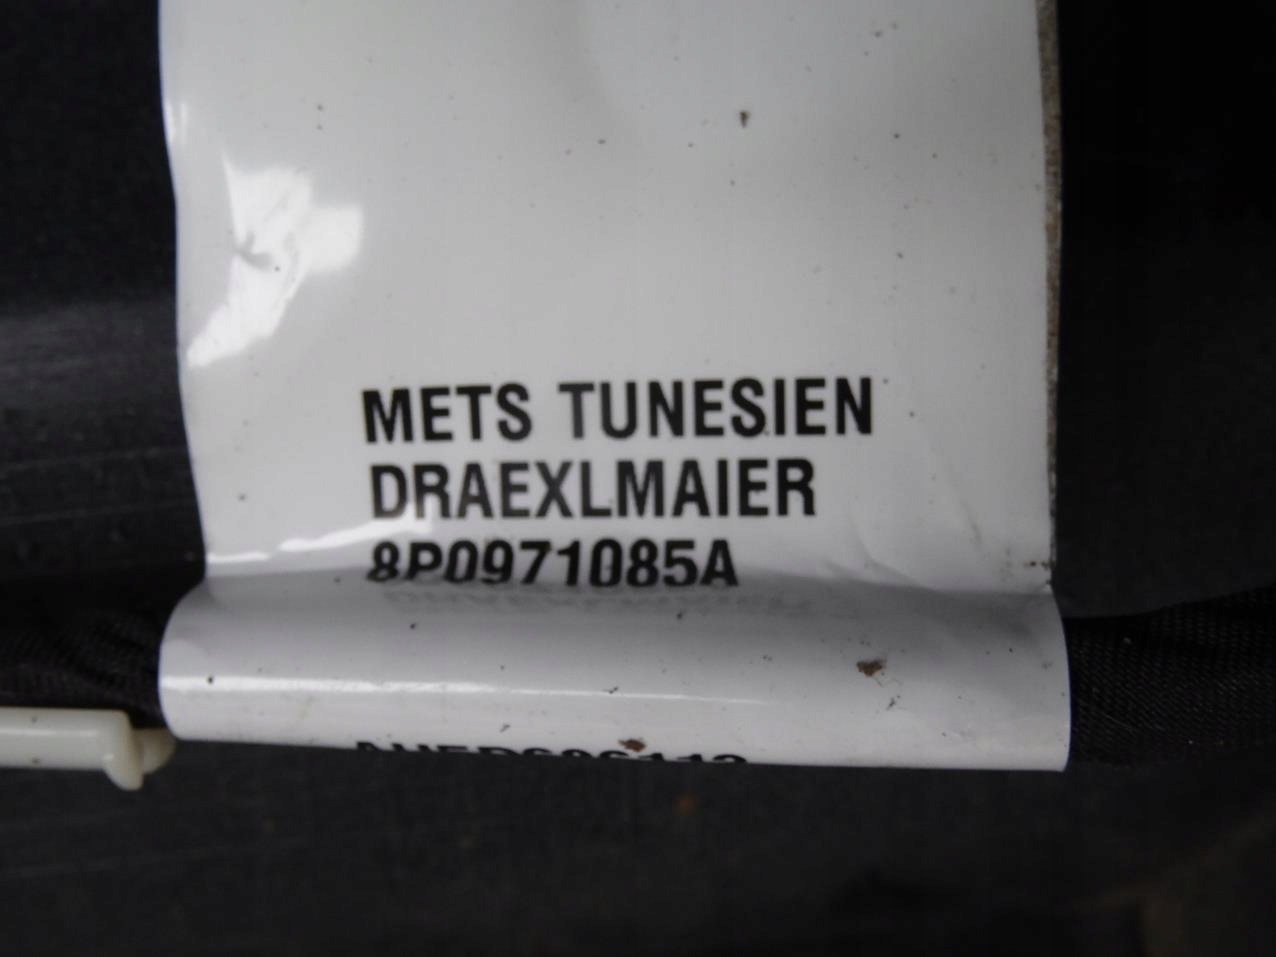 METS TUNESIEN
DRAEXLMAIER
8P0971085A